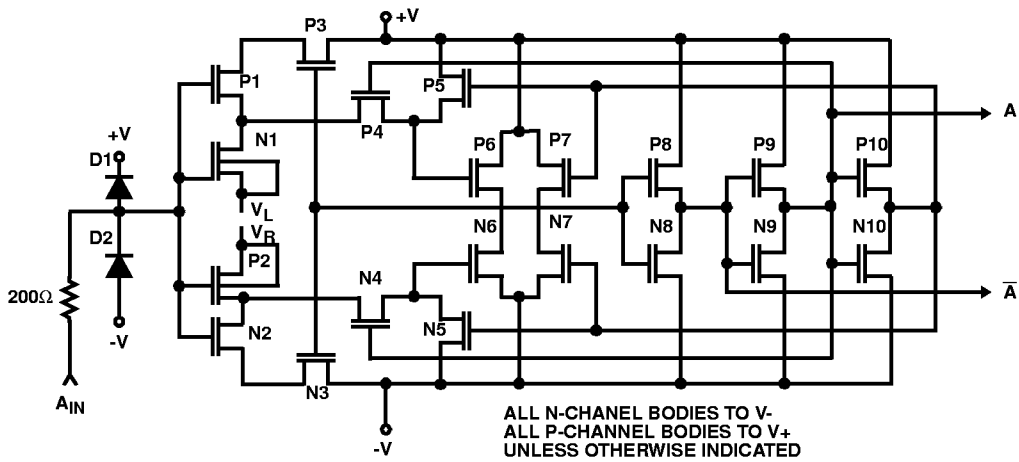 +V
P3
P1
P5
P4
N1
P6
P7
P8
P9
P10
A
+V
D1
V_L
V_R
D2
P2
N6
N7
N8
N9
N10
200Ω
N4
A̅
N2
N5
-V
N3
A_IN
-V
ALL N-CHANEL BODIES TO V-
ALL P-CHANNEL BODIES TO V+
UNLESS OTHERWISE INDICATED